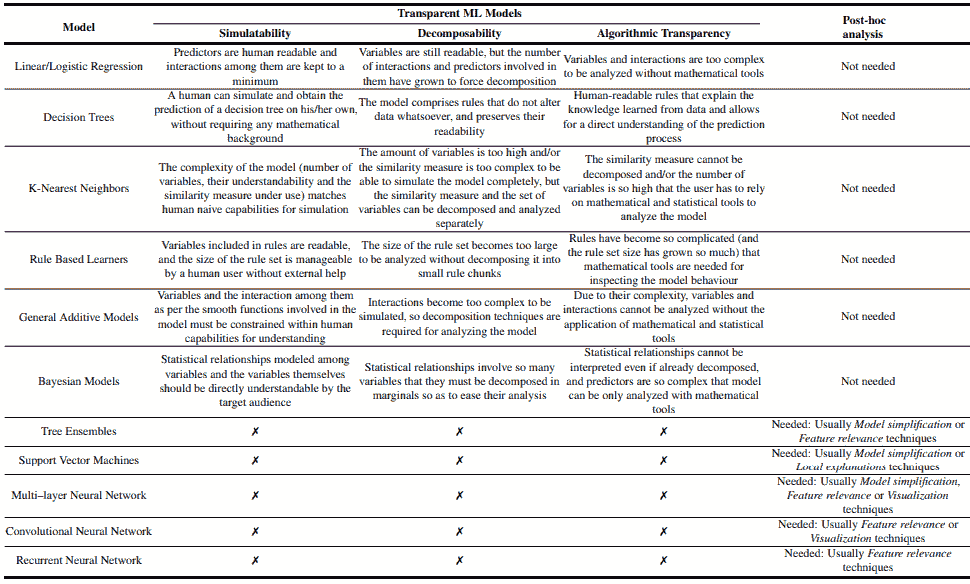 Model
Transparent ML Models
Post-hoc
analysis
Simulatability
Decomposability
Algorithmic Transparency
Linear/Logistic Regression
Predictors are human readable and
interactions among them are kept to a
minimum
Variables are still readable, but the number
of interactions and predictors involved in
them have grown to force decomposition
Variables and interactions are too complex
to be analyzed without mathematical tools
Not needed
Decision Trees
A human can simulate and obtain the
prediction of a decision tree on his/her own,
without requiring any mathematical
background
The model comprises rules that do not alter
data whatsoever, and preserves their
readability
Human-readable rules that explain the
knowledge learned from data and allows
for a direct understanding of the prediction
process
Not needed
K-Nearest Neighbors
The complexity of the model (number of
variables, their understandability and the
similarity measure under use) matches
human naive capabilities for simulation
The amount of variables is too high and/or
the similarity measure is too complex to be
able to simulate the model completely, but
the similarity measure and the set of
variables can be decomposed and analyzed
separately
The similarity measure cannot be
decomposed and/or the number of
variables is so high that the user has to rely
on mathematical and statistical tools to
analyze the model
Not needed
Rule Based Learners
Variables included in rules are readable,
and the size of the rule set is manageable
by a human user without external help
The size of the rule set becomes too large
to be analyzed without decomposing it into
small rule chunks
Rules have become so complicated (and
the rule set size has grown so much) that
mathematical tools are needed for
inspecting the model behaviour
Not needed
General Additive Models
Variables and the interaction among them
as per the smooth functions involved in the
model must be constrained within human
capabilities for understanding
Interactions become too complex to be
simulated, so decomposition techniques are
required for analyzing the model
Due to their complexity, variables and
interactions cannot be analyzed without the
application of mathematical and statistical
tools
Not needed
Bayesian Models
Statistical relationships modeled among
variables and the variables themselves
should be directly understandable by the
target audience
Statistical relationships involve so many
variables that they must be decomposed in
marginals so as to ease their analysis
Statistical relationships cannot be
interpreted even if already decomposed,
and predictors are so complex that model
can be only analyzed with mathematical
tools
Not needed
Tree Ensembles
✗
✗
✗
Needed: Usually Model simplification or
Feature relevance techniques
Support Vector Machines
✗
✗
✗
Needed: Usually Model simplification or
Local explanations techniques
Multi–layer Neural Network
✗
✗
✗
Needed: Usually Model simplification,
Feature relevance or Visualization
techniques
Convolutional Neural Network
✗
✗
✗
Needed: Usually Feature relevance or
Visualization techniques
Recurrent Neural Network
✗
✗
✗
Needed: Usually Feature relevance
techniques